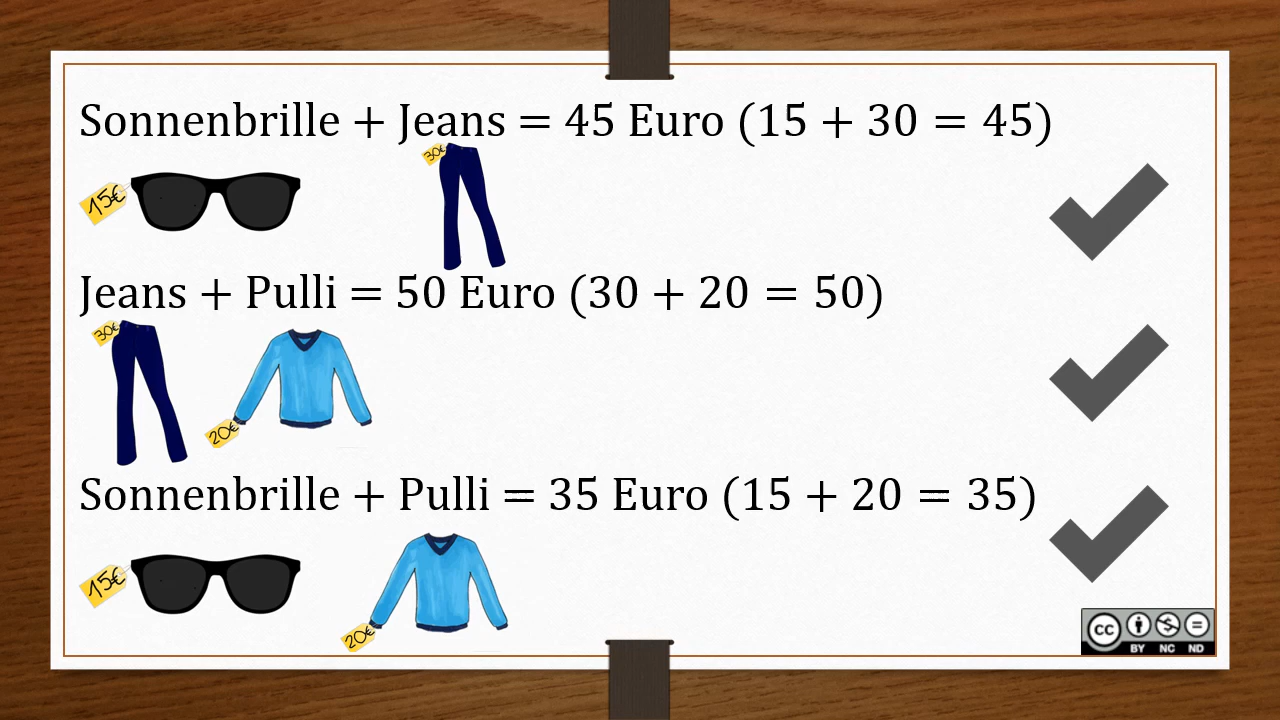 Sonnenbrille + Jeans = 45 Euro (15 + 30 = 45)
15€
30€
Jeans + Pulli = 50 Euro (30 + 20 = 50)
30€
20€
Sonnenbrille + Pulli = 35 Euro (15 + 20 = 35)
15€
20€
CC BY NC ND